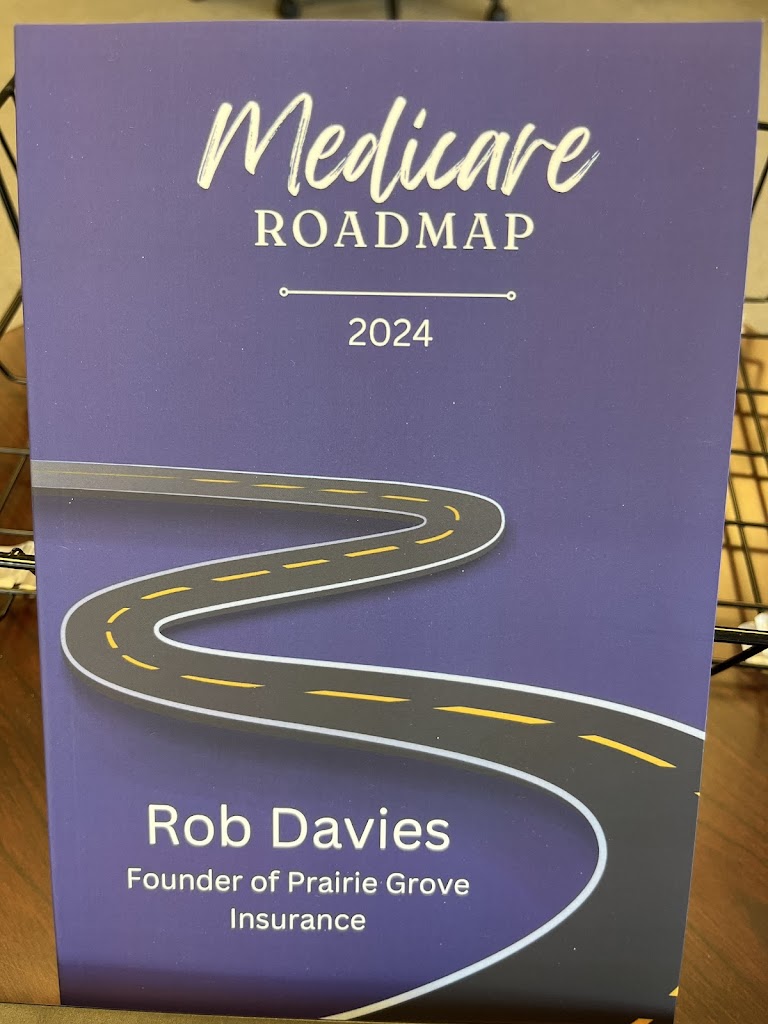 Medicare
ROADMAP
2024
Rob Davies
Founder of Prairie Grove
Insurance